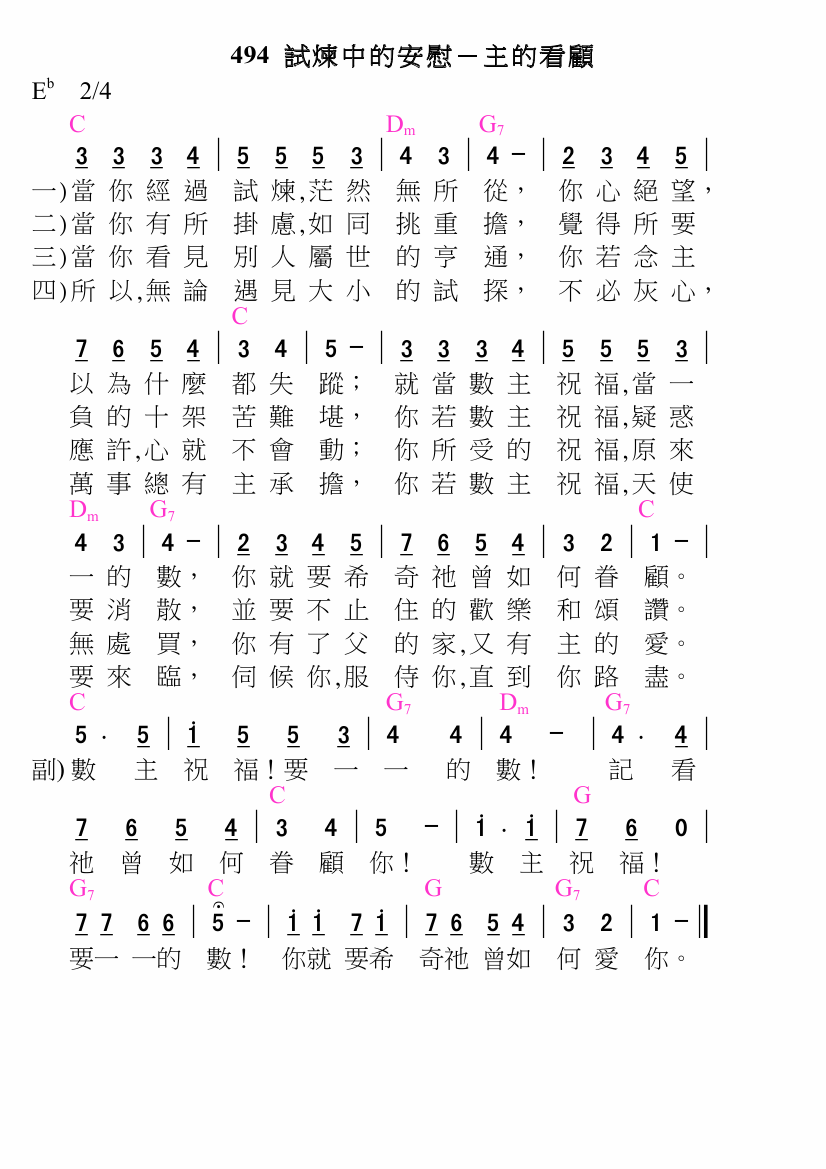 494 試煉中的安慰－主的看顧
E♭ 2/4
C Dm G7
3 3 3 4 | 5 5 5 3 | 4 3 | 4 - | 2 3 4 5 |
一)當你經過 試煉,茫然 無所 從， 你心絕望，
二)當你有所 掛慮,如同 挑重 擔， 覺得所要
三)當你看見 別人屬世 的亨 通， 你若念主
四)所以,無論 遇見大小 的試 探， 不必灰心，
C
7 6 5 4 | 3 4 | 5 - | 3 3 3 4 | 5 5 5 3 |
以為什麼 都失 蹤； 就當數主 祝福,當一
負的十架 苦難 堪， 你若數主 祝福,疑惑
應許,心就 不會 動； 你所受的 祝福,原來
萬事總有 主承 擔， 你若數主 祝福,天使
Dm G7 C
4 3 | 4 - | 2 3 4 5 | 7 6 5 4 | 3 2 | 1 - |
一的 數， 你就要希 奇祂曾如 何眷 顧。
要消 散， 並要不止 住的歡樂 和頌 讚。
無處 買， 你有了父 的家,又有 主的 愛。
要來 臨， 伺候你,服 侍你,直到 你路 盡。
C G7 Dm G7
5 . 5 | i 5 5 3 | 4 4 | 4 - | 4 . 4 |
副)數 主 祝 福！要 一 一 的 數！ 記 看
C G
7 6 5 4 | 3 4 | 5 - | i . i | 7 6 0 |
祂 曾 如 何 眷 顧 你！ 數 主 祝 福！
G7 C G G7 C
7 7 6 6 | 5 - | i i 7 i | 7 6 5 4 | 3 2 | 1 - ‖
要一 一的 數！ 你就 要希 奇祂 曾如 何 愛 你。